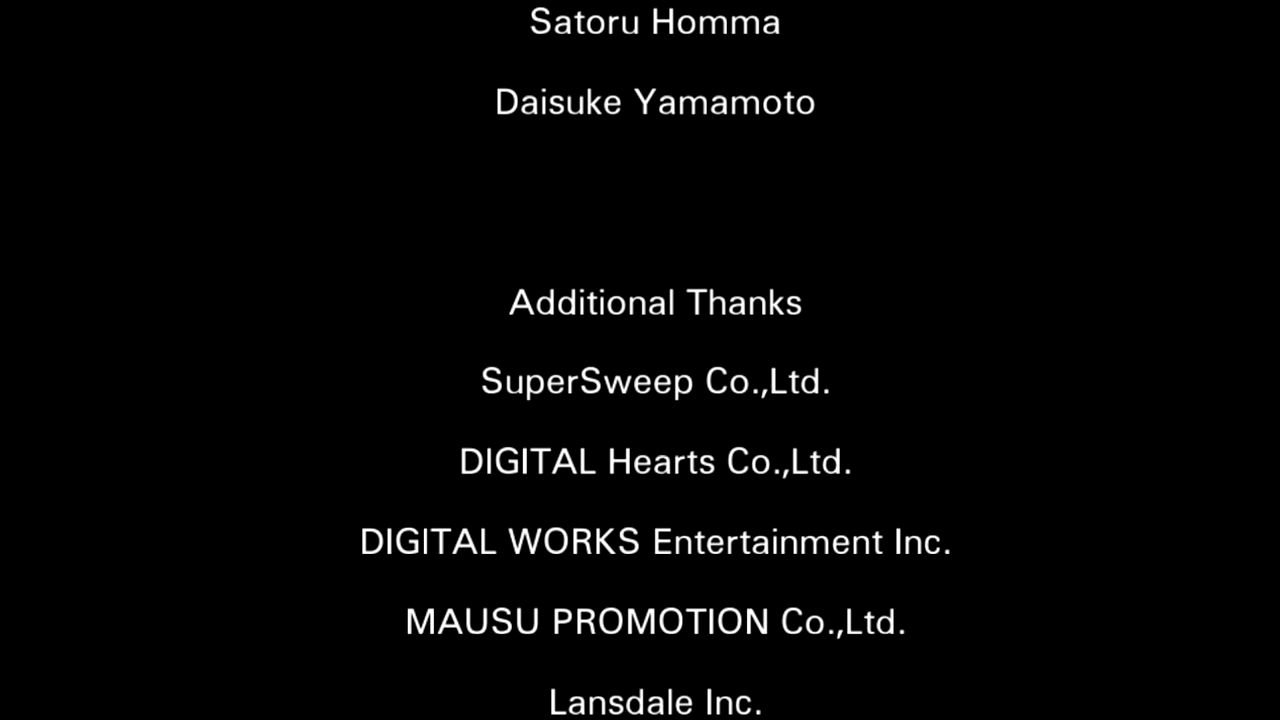 Satoru Homma
Daisuke Yamamoto
Additional Thanks
SuperSweep Co.,Ltd.
DIGITAL Hearts Co.,Ltd.
DIGITAL WORKS Entertainment Inc.
MAUSU PROMOTION Co.,Ltd.
Lansdale Inc.